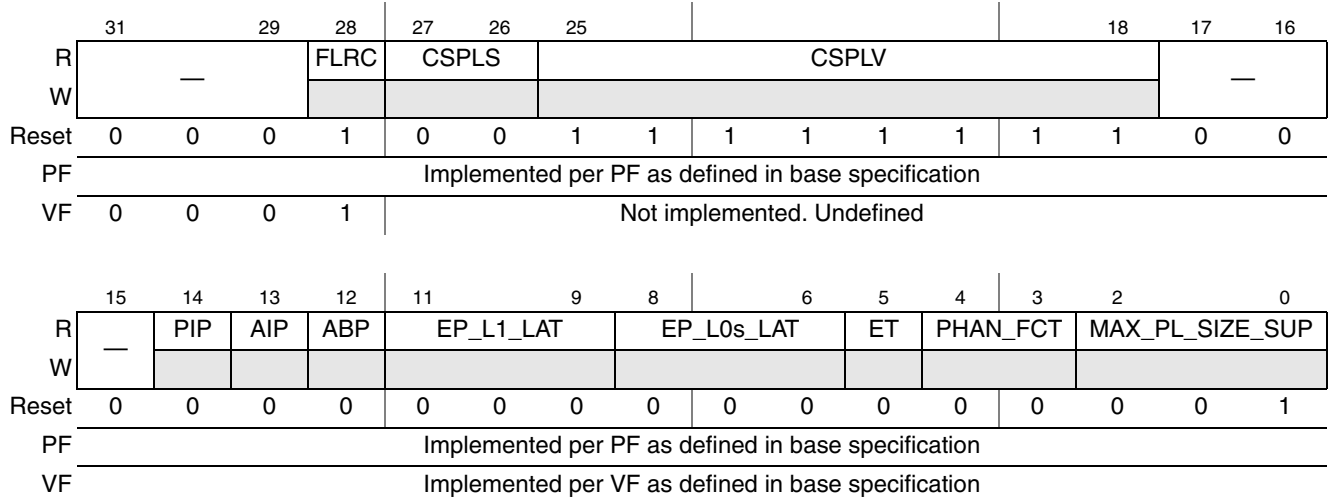 31 29 28 27 26 25 18 17 16
R — FLRC CSPLS CSPLV —
W
Reset 0 0 0 1 0 0 1 1 1 1 1 1 1 1 0 0
PF Implemented per PF as defined in base specification
VF 0 0 0 1 Not implemented. Undefined
15 14 13 12 11 9 8 6 5 4 3 2 0
R — PIP AIP ABP EP_L1_LAT EP_L0s_LAT ET PHAN_FCT MAX_PL_SIZE_SUP
W
Reset 0 0 0 0 0 0 0 0 0 0 0 0 0 0 0 1
PF Implemented per PF as defined in base specification
VF Implemented per VF as defined in base specification